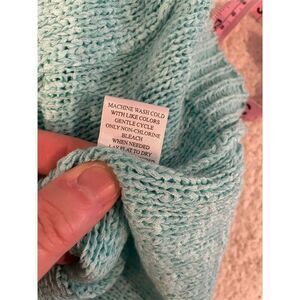 MACHINE WASH COLD
WITH LIKE COLORS
GENTLE CYCLE
ONLY NON-CHLORINE
BLEACH
WHEN NEEDED
LAY FLAT TO DRY